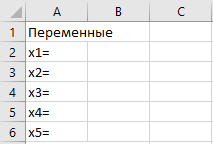 A B C
1 Переменные
2 x1=
3 x2=
4 x3=
5 x4=
6 x5=